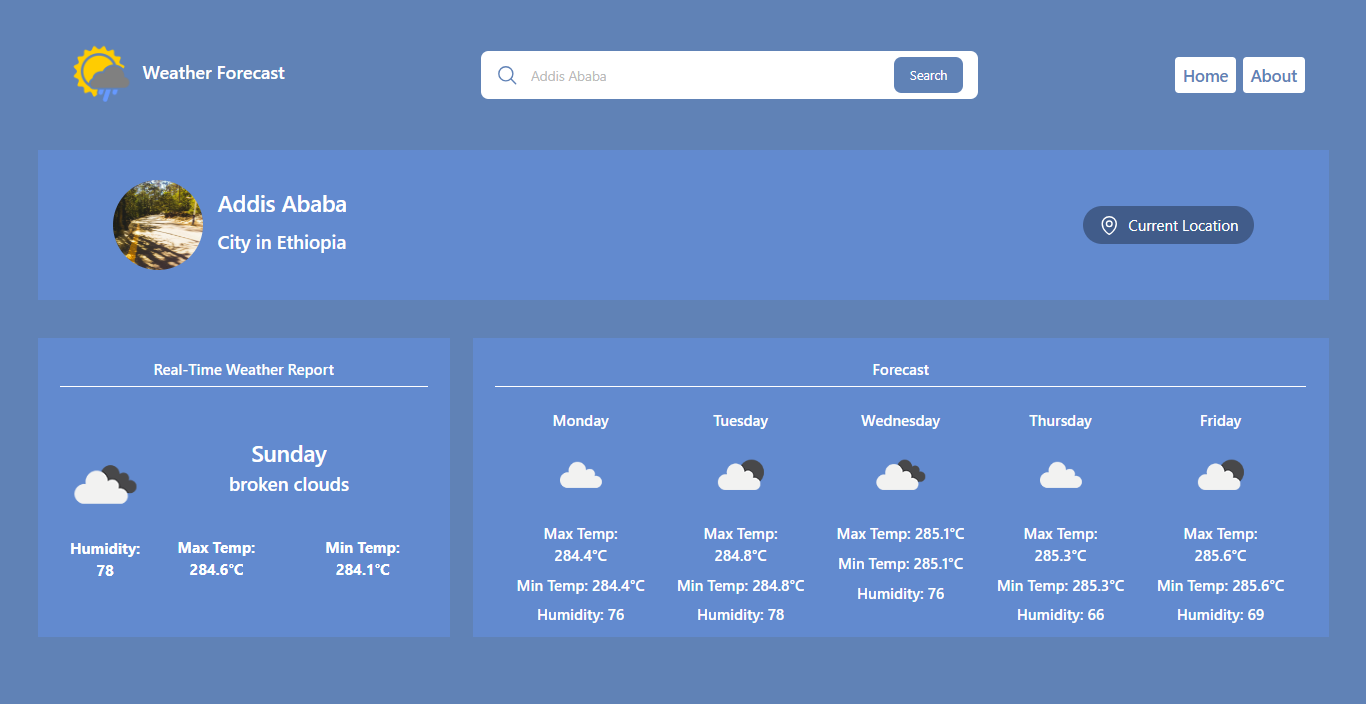 Weather Forecast
Addis Ababa
Search
Home
About
Addis Ababa
City in Ethiopia
Current Location
Real-Time Weather Report
Sunday
broken clouds
Humidity:
78
Max Temp:
284.6°C
Min Temp:
284.1°C
Forecast
Monday
Max Temp:
284.4°C
Min Temp: 284.4°C
Humidity: 76
Tuesday
Max Temp:
284.8°C
Min Temp: 284.8°C
Humidity: 78
Wednesday
Max Temp: 285.1°C
Min Temp: 285.1°C
Humidity: 76
Thursday
Max Temp:
285.3°C
Min Temp: 285.3°C
Humidity: 66
Friday
Max Temp:
285.6°C
Min Temp: 285.6°C
Humidity: 69